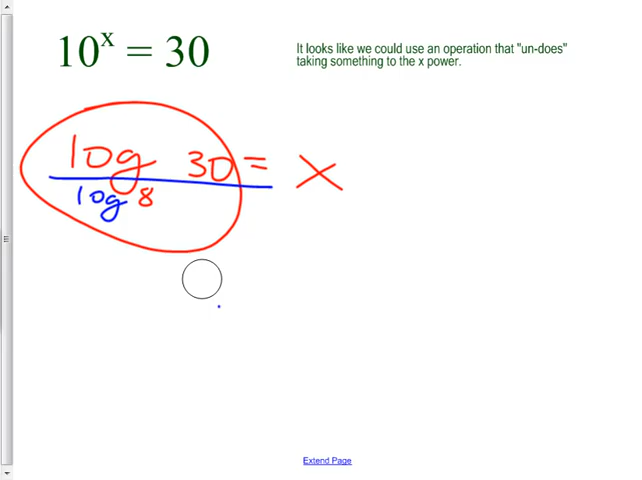 10ˣ = 30
It looks like we could use an operation that "un-does"
taking something to the x power.
log 30 = x
log 8
Extend Page